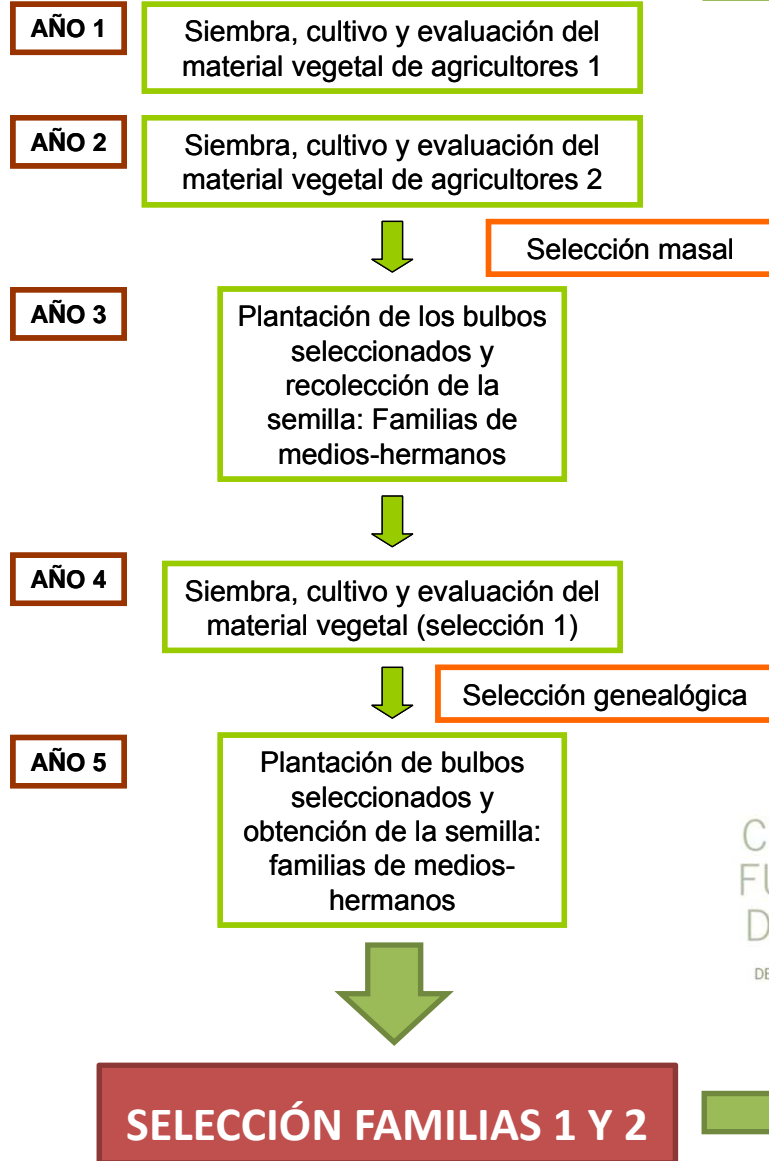 AÑO 1
Siembra, cultivo y evaluación del
material vegetal de agricultores 1
AÑO 2
Siembra, cultivo y evaluación del
material vegetal de agricultores 2
Selección masal
AÑO 3
Plantación de los bulbos
seleccionados y
recolección de la
semilla: Familias de
medios-hermanos
AÑO 4
Siembra, cultivo y evaluación del
material vegetal (selección 1)
Selección genealógica
AÑO 5
Plantación de bulbos
seleccionados y
obtención de la semilla:
familias de medios-
hermanos
SELECCIÓN FAMILIAS 1 Y 2